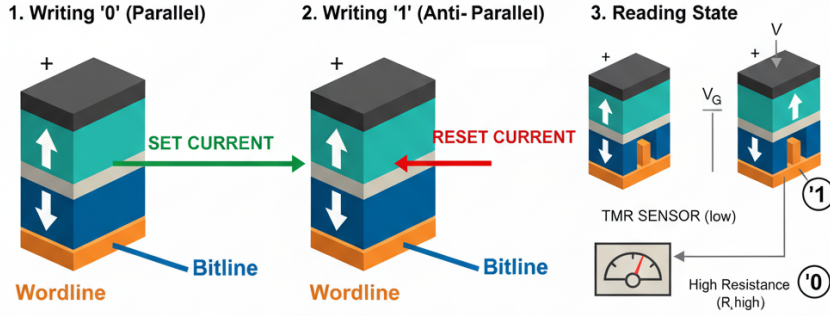 1. Writing '0' (Parallel)
+
SET CURRENT
Bitline
Wordline
2. Writing '1' (Anti-Parallel)
+
RESET CURRENT
Bitline
Wordline
3. Reading State
+
+
V
VG
'1
TMR SENSOR (low)
High Resistance
(R,high)
'0